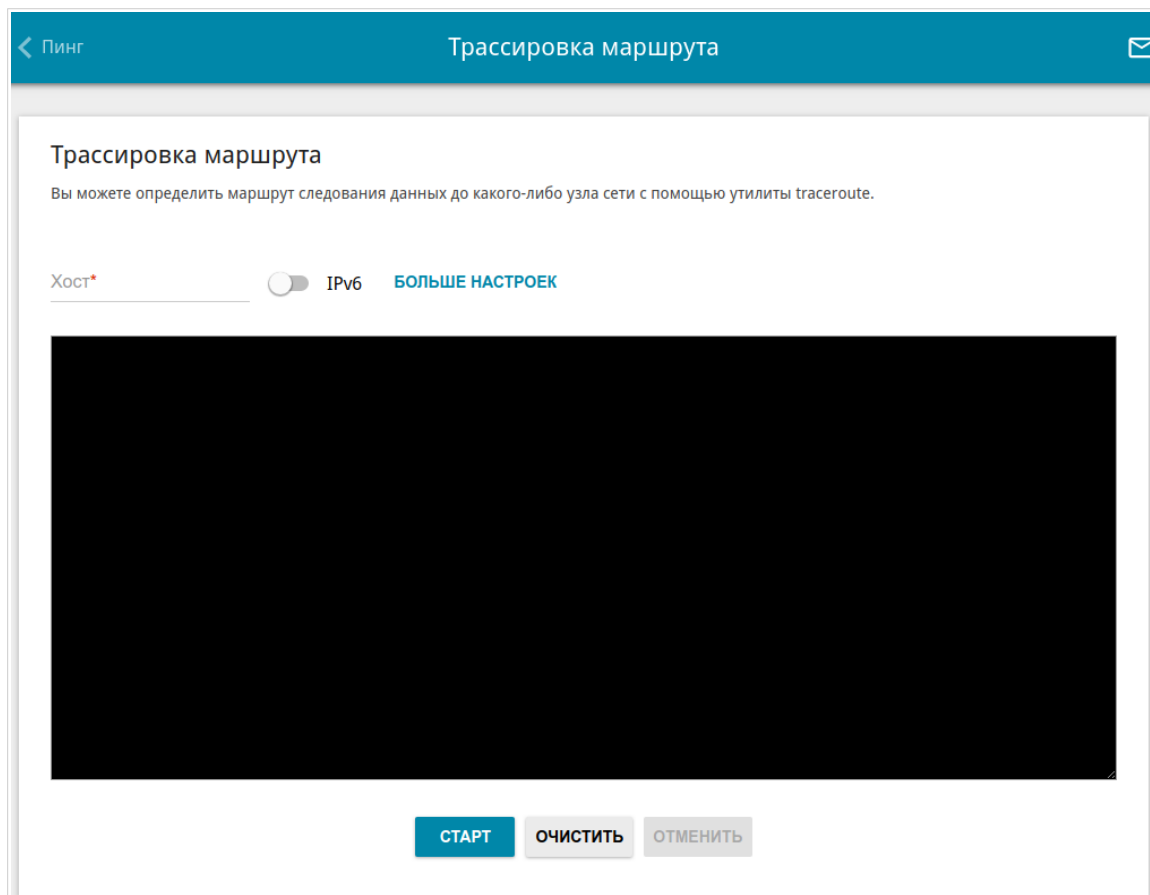 Пинг
Трассировка маршрута
Трассировка маршрута
Вы можете определить маршрут следования данных до какого-либо узла сети с помощью утилиты traceroute.
Хост* IPv6 БОЛЬШЕ НАСТРОЕК
СТАРТ ОЧИСТИТЬ ОТМЕНИТЬ